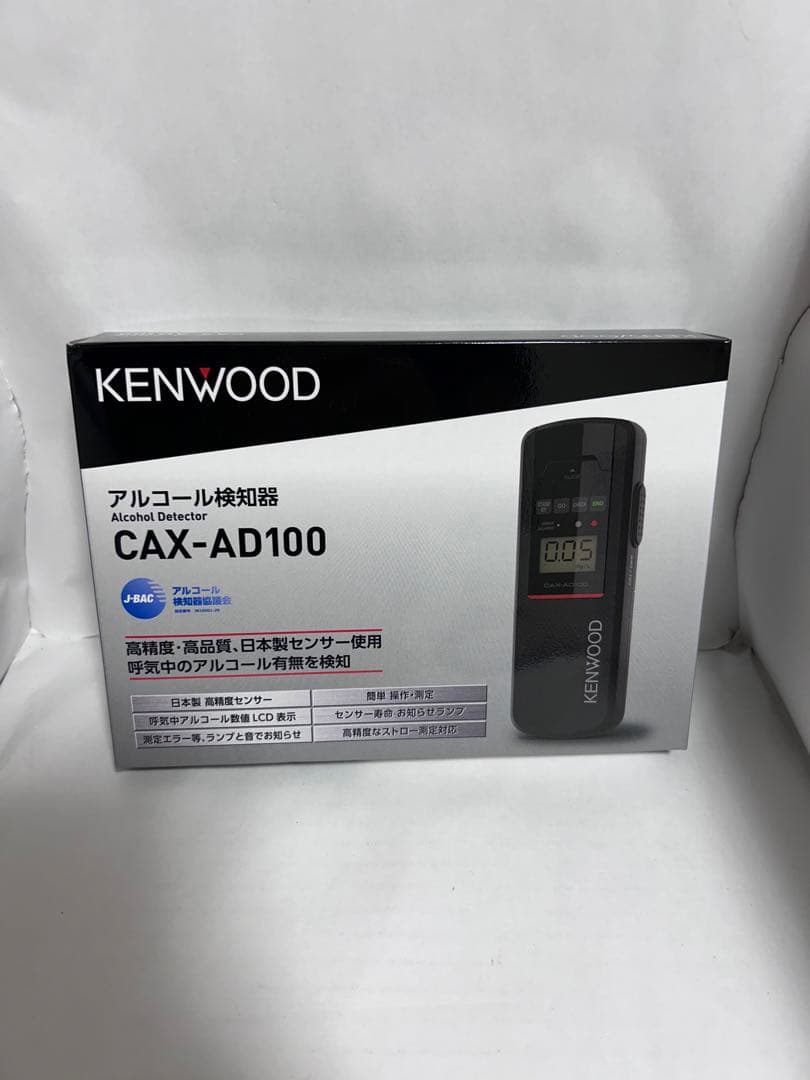 KENWOOD
アルコール検知器
Alcohol Detector
CAX-AD100
J-BAC
アルコール
検知器協議会
高精度・高品質、日本製センサー使用
呼気中のアルコール有無を検知
日本製 高精度センサー
簡単 操作・測定
呼気中アルコール数値 LCD 表示
センサー寿命 お知らせランプ
測定エラー等、ランプと音でお知らせ
高精度なストロー測定対応
END
0.05
mg/L
CAX-AD100
KENWOOD